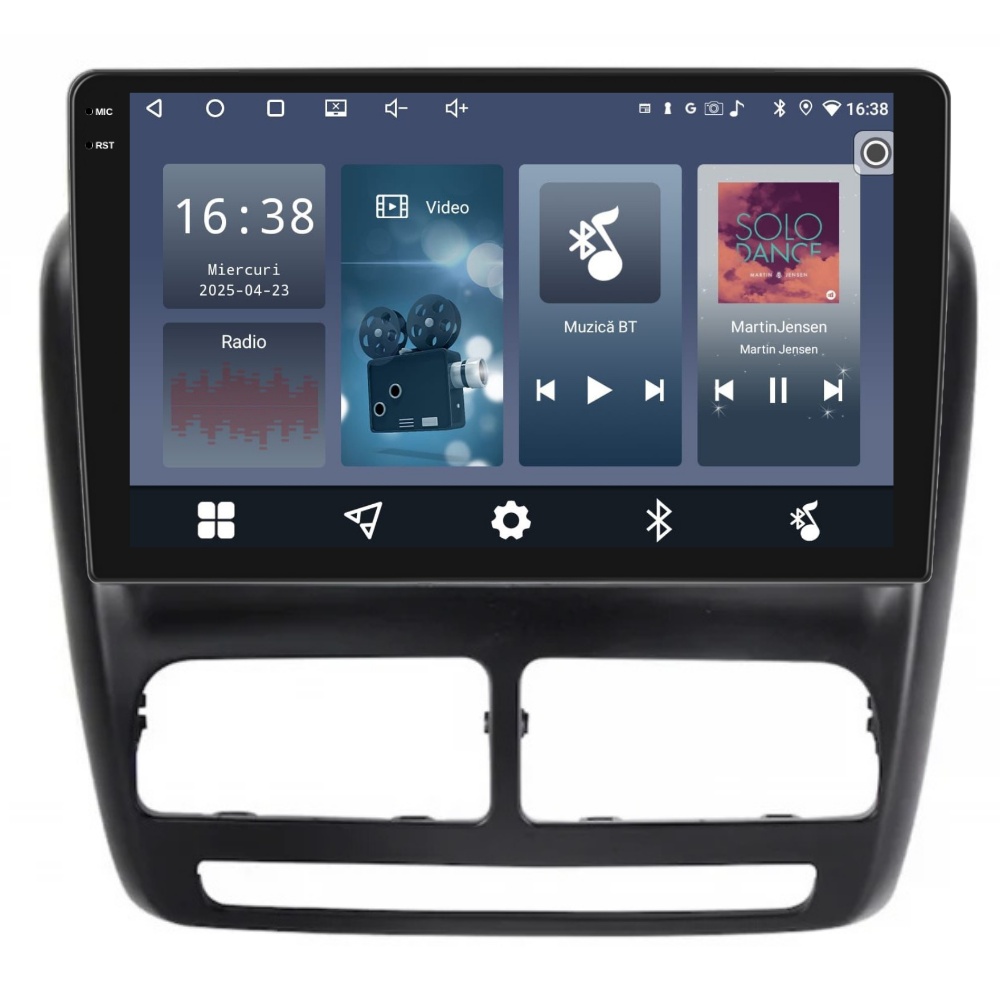 MIC
RST
G
16:38
16:38
Miercuri
2025-04-23
Radio
Video
Muzică BT
SOLO
DANCE
MARTIN JENSEN
MartinJensen
Martin Jensen